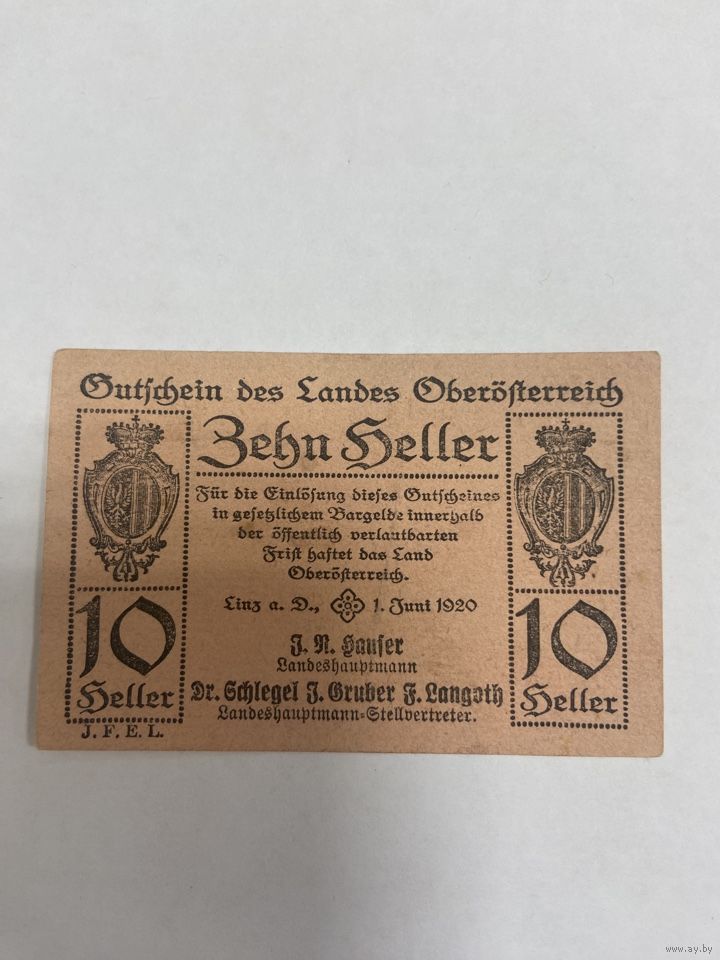 Gutschein des Landes Oberösterreich
Zehn Heller
Für die Einlösung dieses Gutscheines
in gesetzlichem Bargelde innerhalb
der öffentlich verlautbarten
Frist haftet das Land
Oberösterreich.
Linz a. D., 1. Juni 1920
J. N. Hauser
Landeshauptmann
Dr. Schlegel J. Gruber F. Langoth
Landeshauptmann-Stellvertreter.
10
Heller
10
Heller
J. F. E. L.
www.ay.by